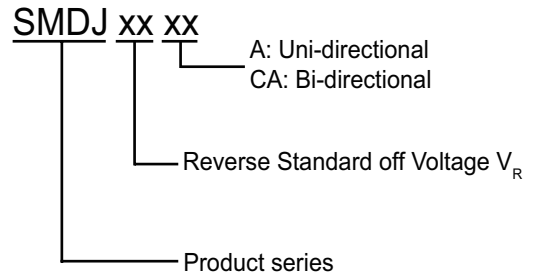 SMDJ xx xx
A: Uni-directional
CA: Bi-directional
Reverse Standard off Voltage VR
Product series